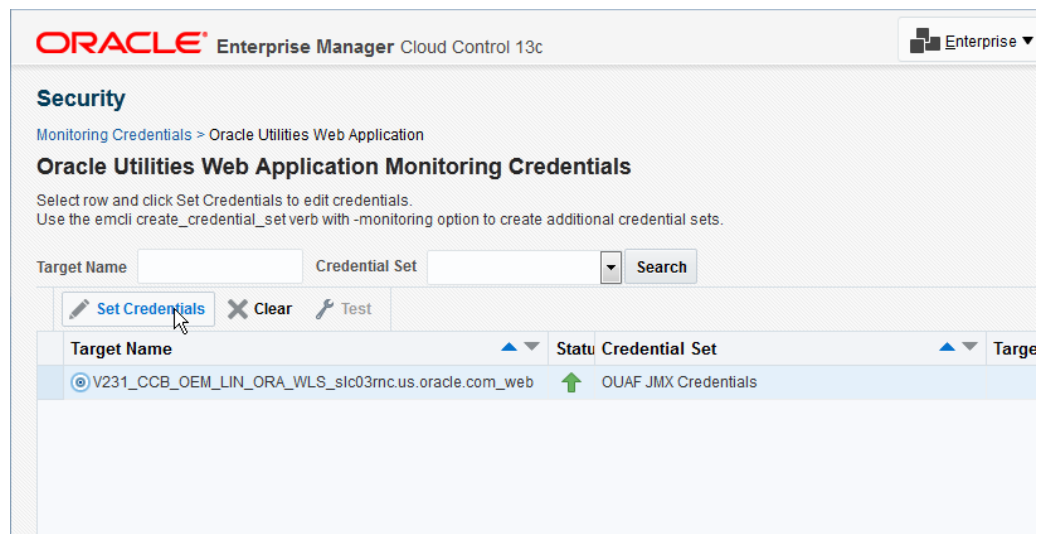 ORACLE® Enterprise Manager Cloud Control 13c Enterprise
Security
Monitoring Credentials > Oracle Utilities Web Application
Oracle Utilities Web Application Monitoring Credentials
Select row and click Set Credentials to edit credentials.
Use the emcli create_credential_set verb with -monitoring option to create additional credential sets.
Target Name Credential Set Search
Set Credentials Clear Test
Target Name Statu Credential Set Targe
V231_CCB_OEM_LIN_ORA_WLS_slc03rnc.us.oracle.com_web OUAF JMX Credentials